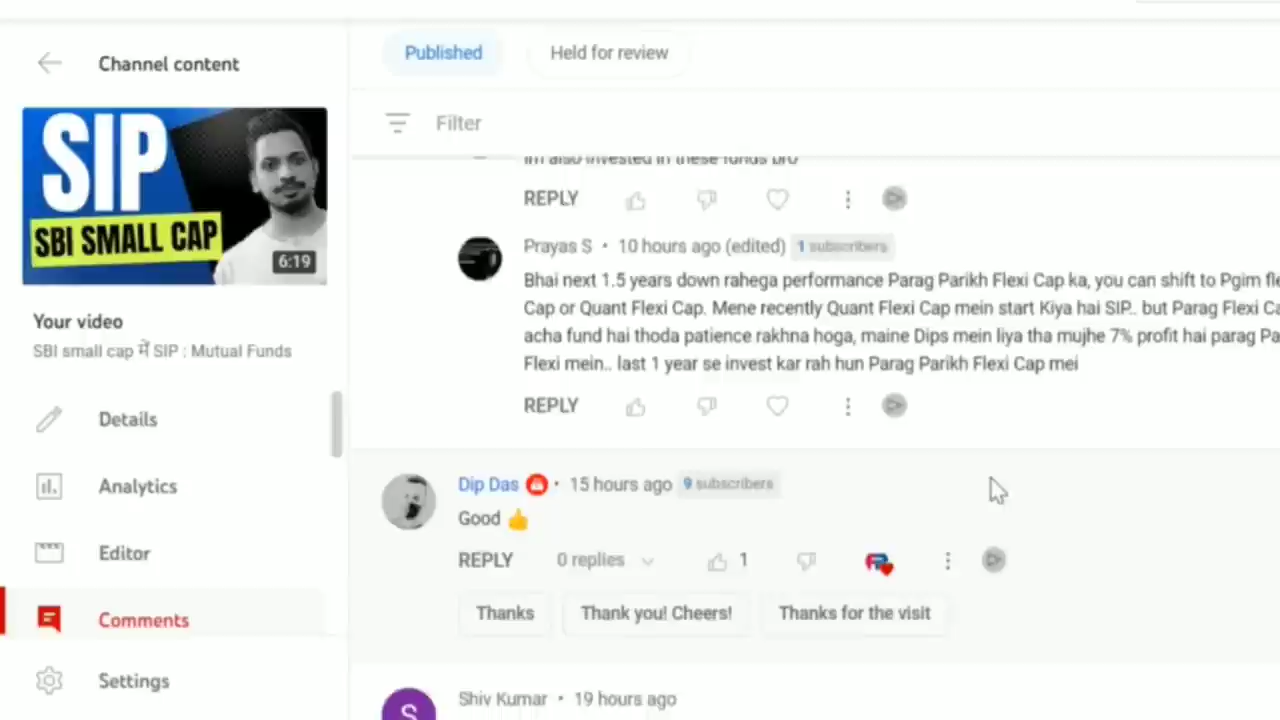 Published
Held for review
Channel content
Filter
SIP
SBI SMALL CAP
6:19
Im also invested in these funds bro
REPLY
Prayas S • 10 hours ago (edited) 1 subscribers
Bhai next 1.5 years down rahega performance Parag Parikh Flexi Cap ka, you can shift to Pgim fle
Cap or Quant Flexi Cap. Mene recently Quant Flexi Cap mein start Kiya hai SIP.. but Parag Flexi Ca
acha fund hai thoda patience rakhna hoga, maine Dips mein liya tha mujhe 7% profit hai parag Pa
Flexi mein.. last 1 year se invest kar rah hun Parag Parikh Flexi Cap mei
REPLY
Your video
SBI small cap में SIP : Mutual Funds
Details
Analytics
Editor
Comments
Settings
Dip Das • 15 hours ago 9 subscribers
Good 👍
REPLY 0 replies 1
Thanks Thank you! Cheers! Thanks for the visit
S
Shiv Kumar • 19 hours ago